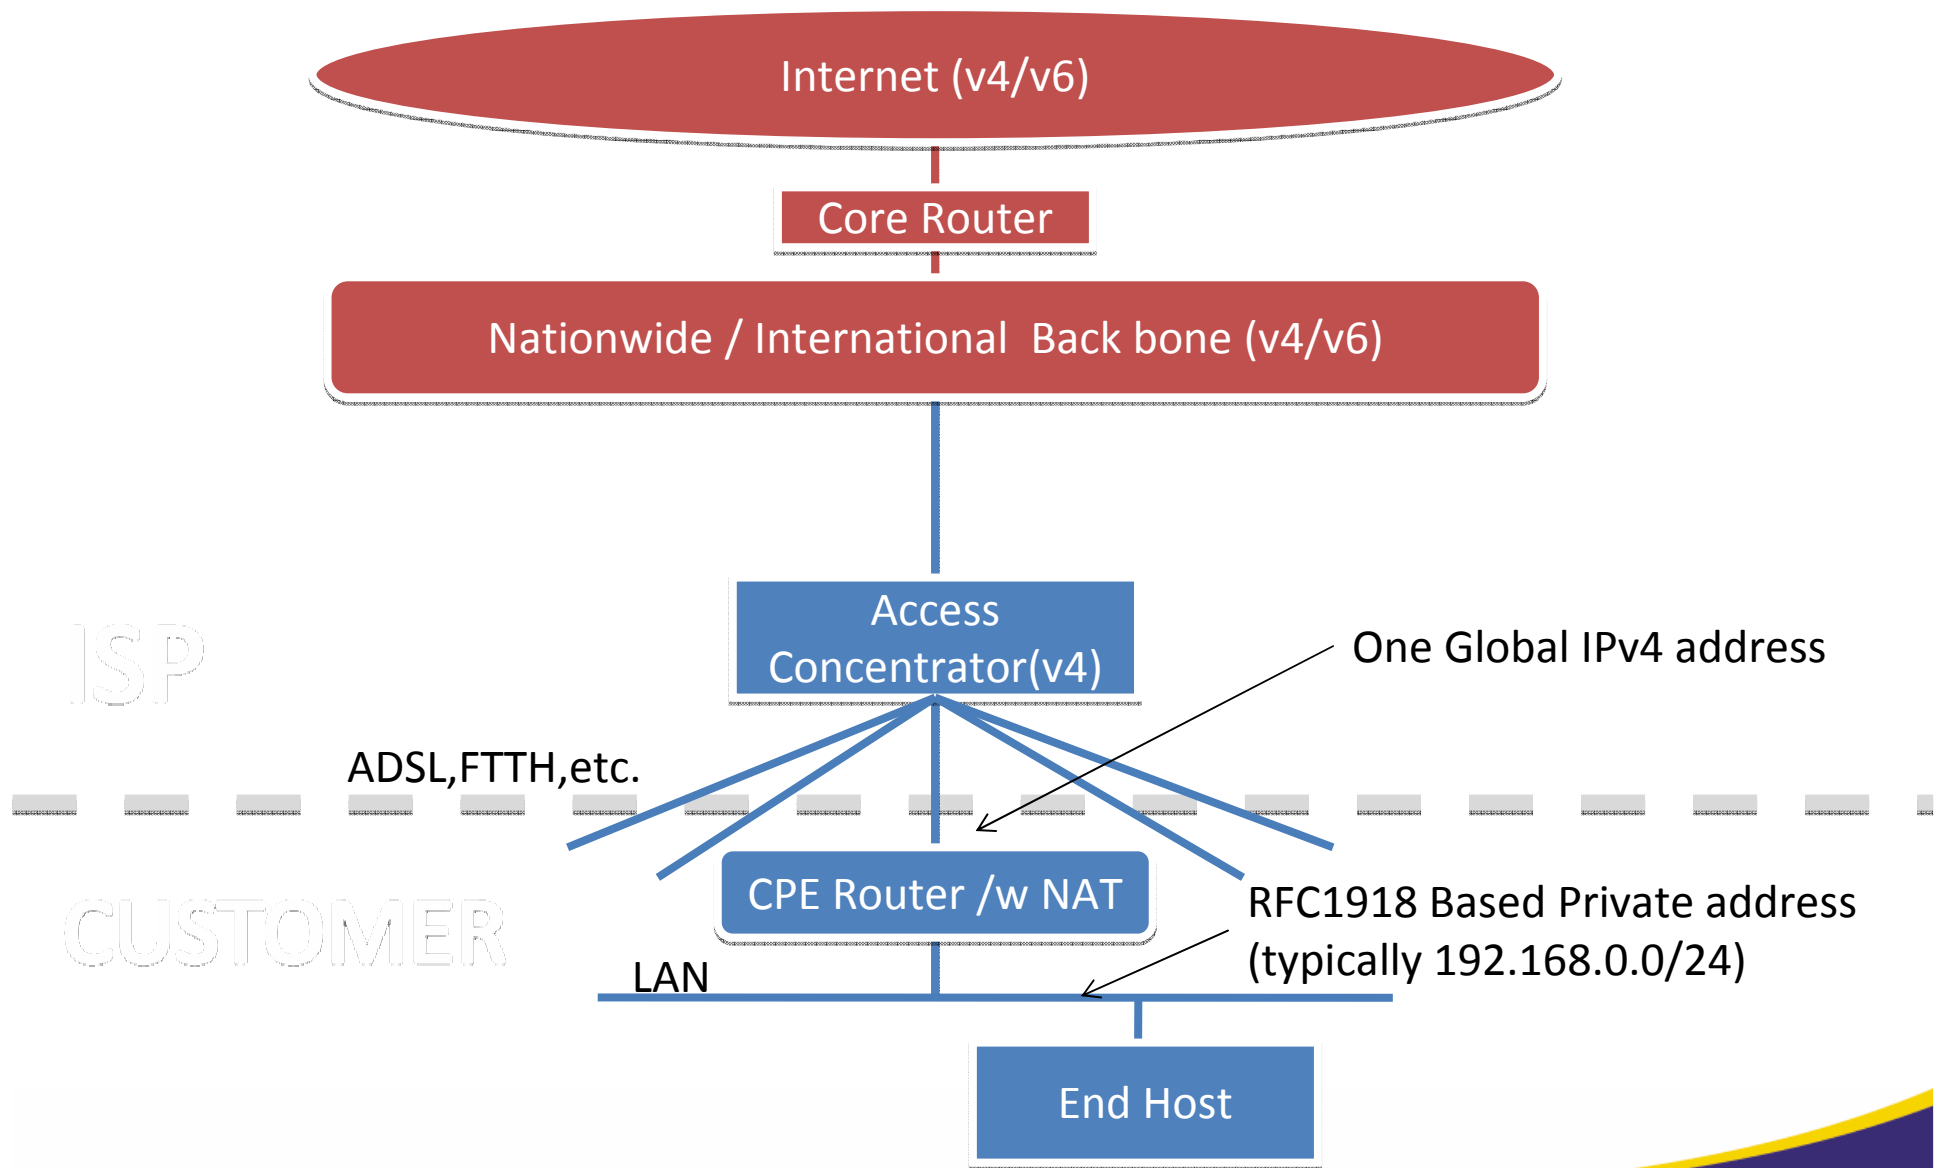 Internet (v4/v6)
Core Router
Nationwide / International Back bone (v4/v6)
Access
Concentrator(v4)
One Global IPv4 address
ISP
ADSL,FTTH,etc.
CPE Router /w NAT
RFC1918 Based Private address
(typically 192.168.0.0/24)
CUSTOMER
LAN
End Host